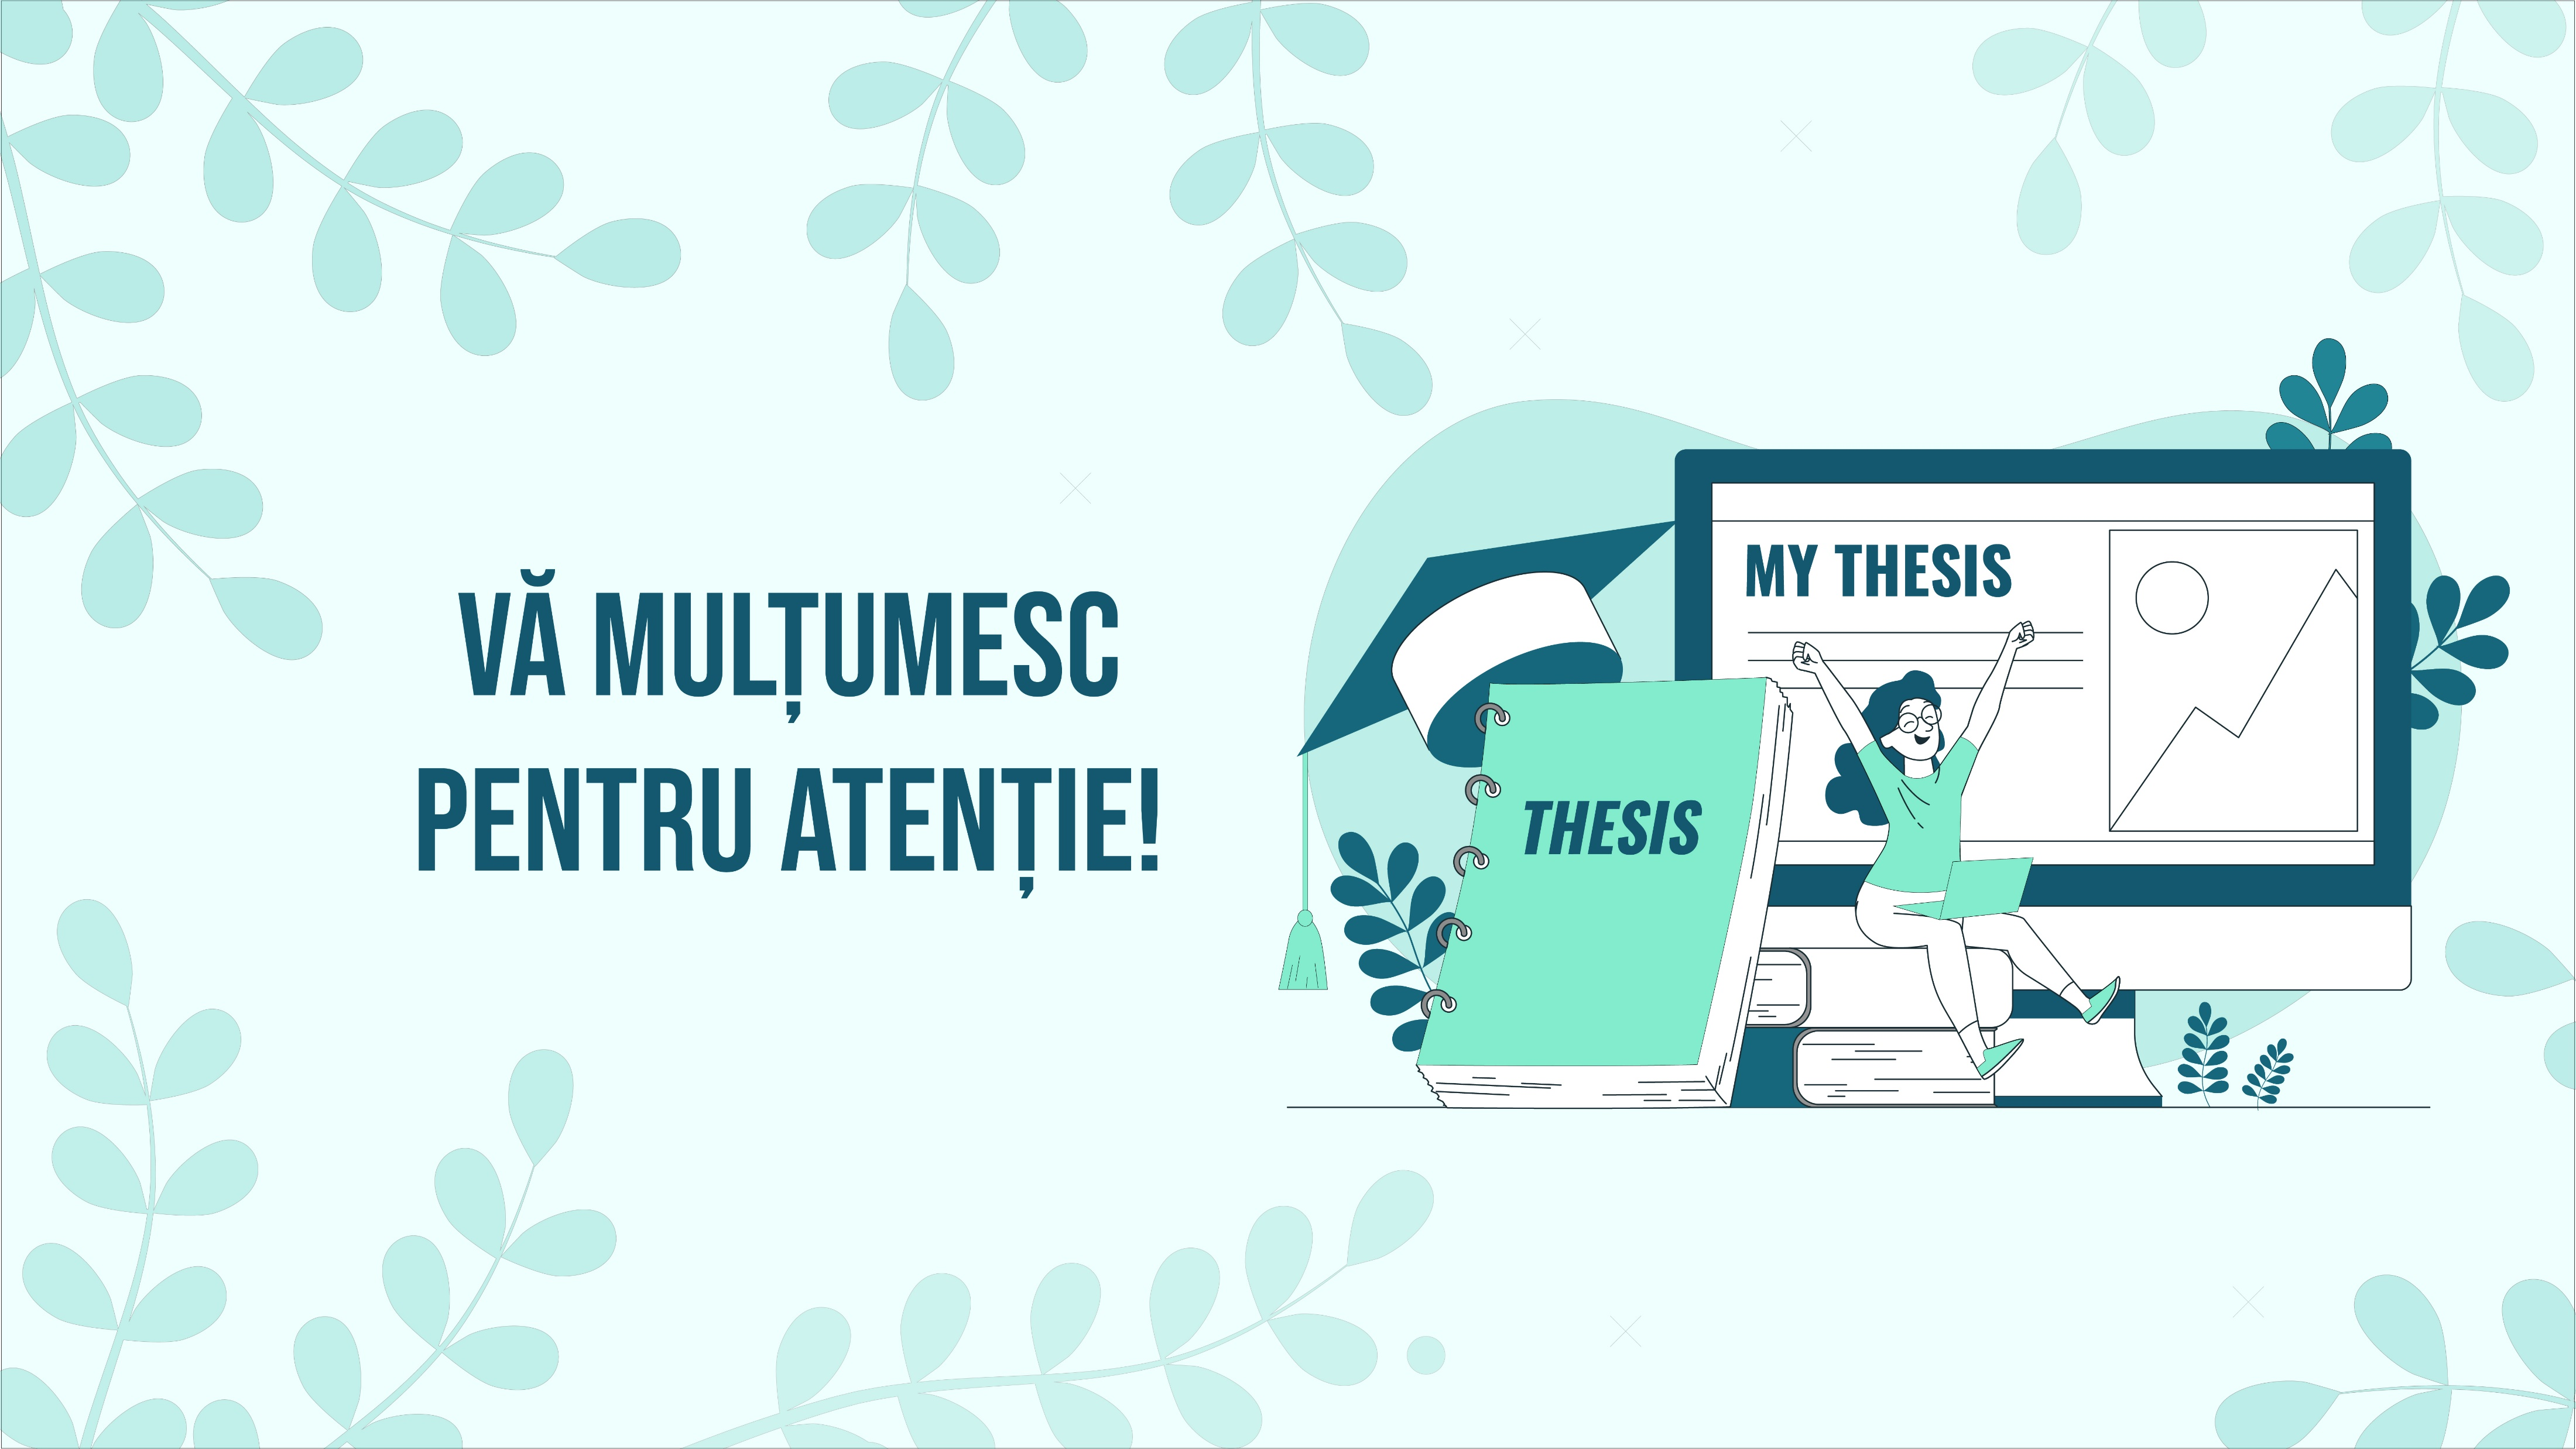 VĂ MULȚUMESC
PENTRU ATENȚIE!
MY THESIS
THESIS